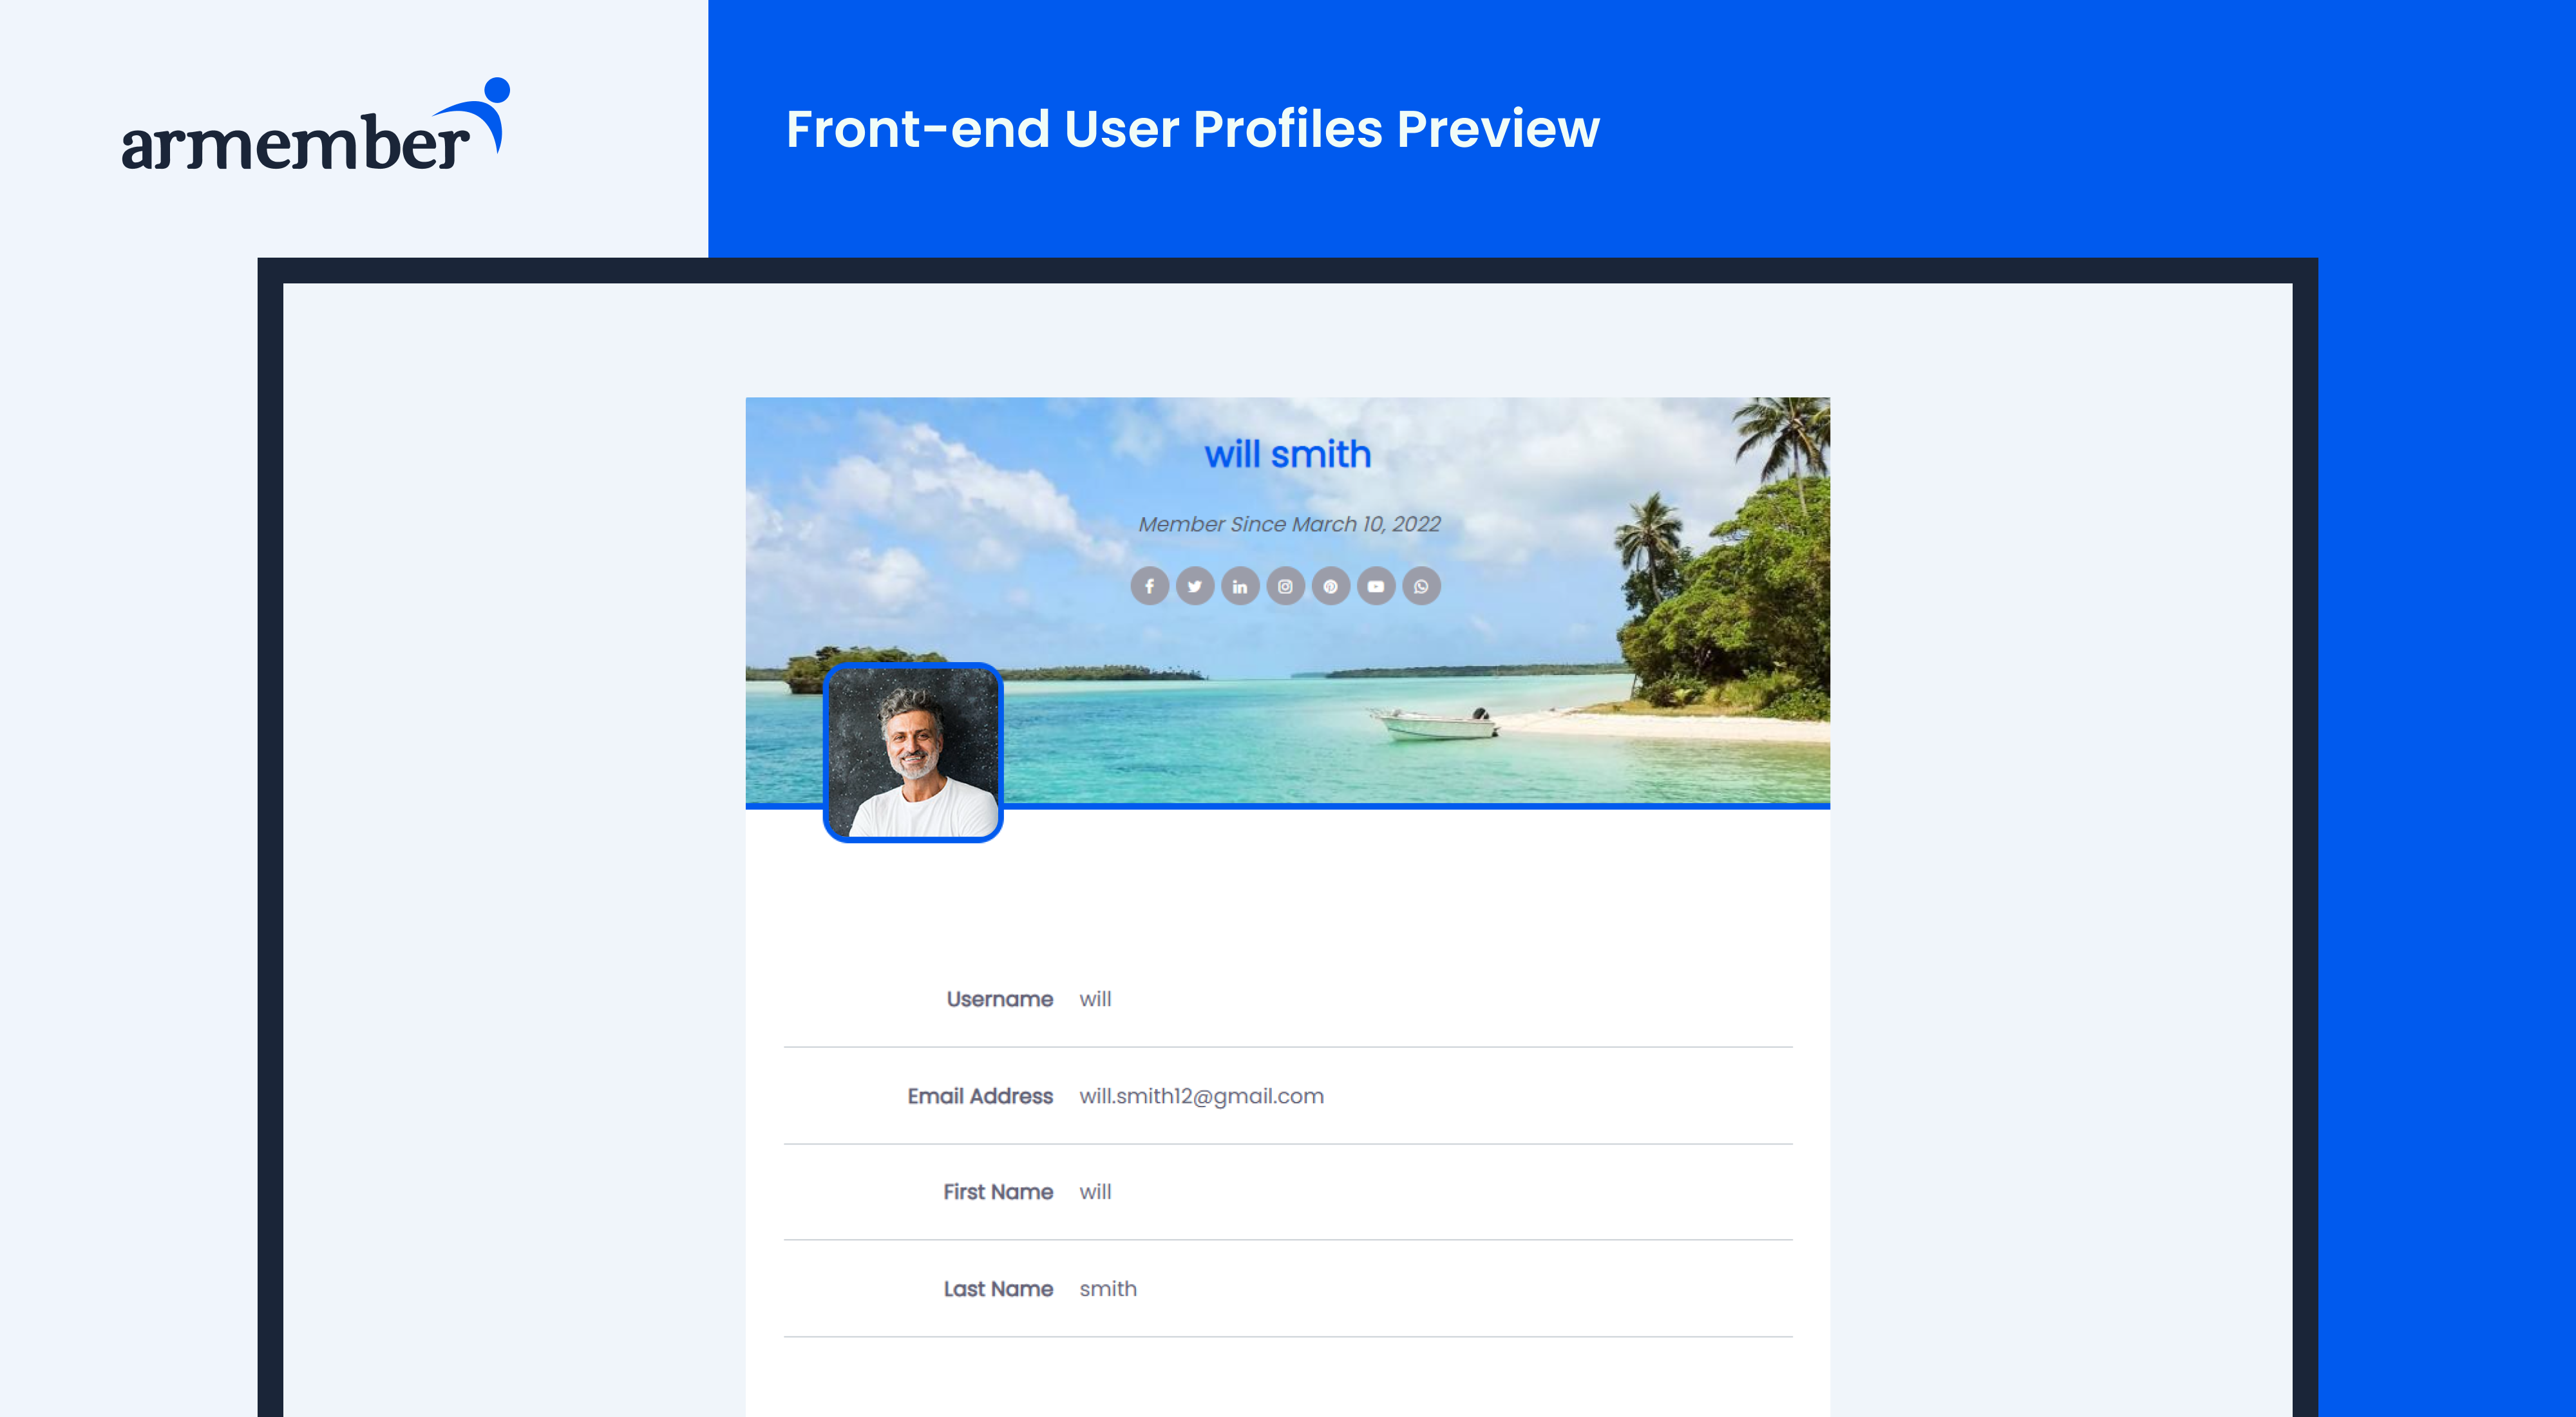 armember
Front-end User Profiles Preview
will smith
Member Since March 10, 2022
Username will
Email Address will.smith12@gmail.com
First Name will
Last Name smith